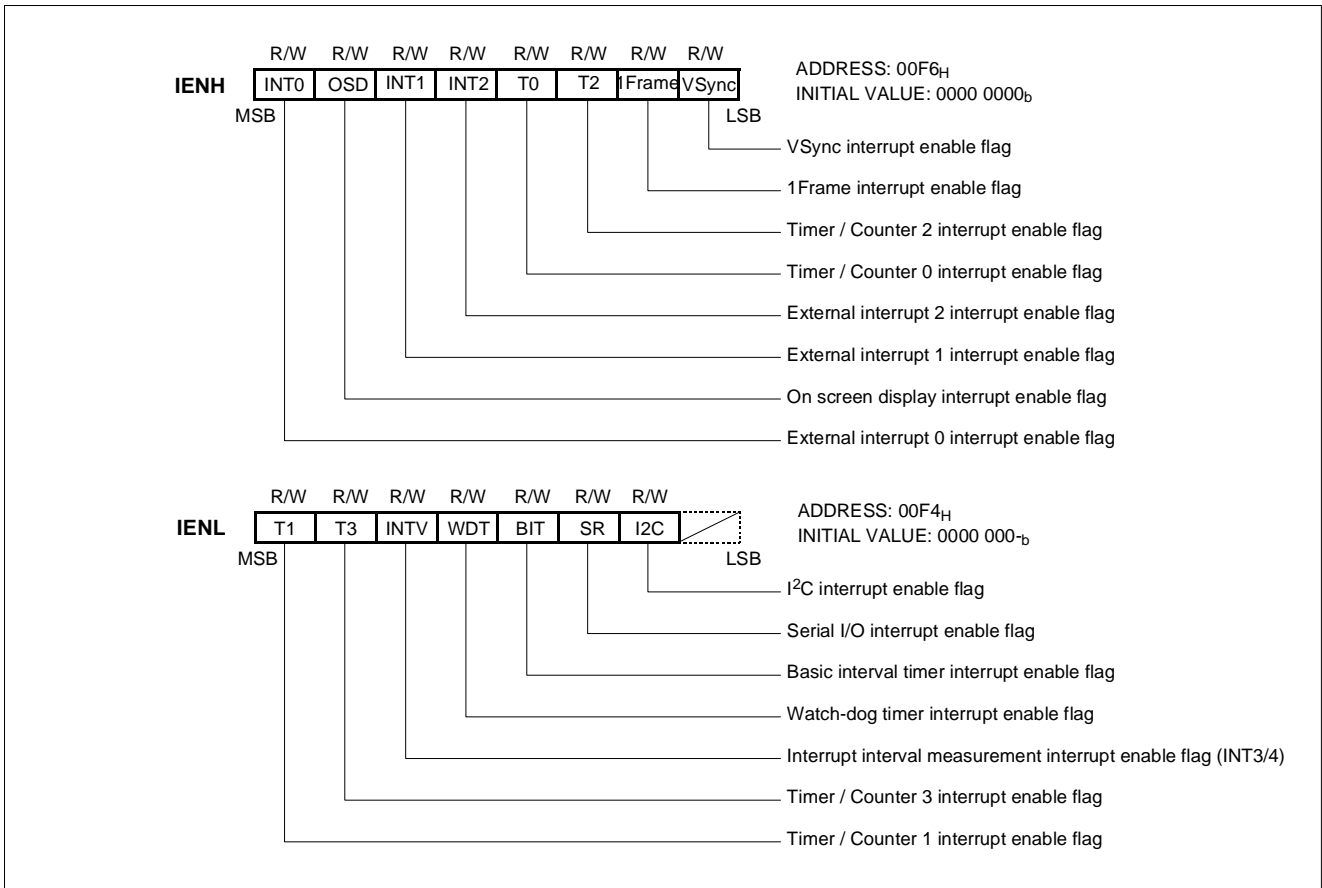 R/W R/W R/W R/W R/W R/W R/W R/W
IENH INT0 OSD INT1 INT2 T0 T2 1Frame VSync
ADDRESS: 00F6H
INITIAL VALUE: 0000 0000b
MSB LSB
VSync interrupt enable flag
1Frame interrupt enable flag
Timer / Counter 2 interrupt enable flag
Timer / Counter 0 interrupt enable flag
External interrupt 2 interrupt enable flag
External interrupt 1 interrupt enable flag
On screen display interrupt enable flag
External interrupt 0 interrupt enable flag
R/W R/W R/W R/W R/W R/W R/W
IENL T1 T3 INTV WDT BIT SR I2C
ADDRESS: 00F4H
INITIAL VALUE: 0000 000-b
MSB LSB
I2C interrupt enable flag
Serial I/O interrupt enable flag
Basic interval timer interrupt enable flag
Watch-dog timer interrupt enable flag
Interrupt interval measurement interrupt enable flag (INT3/4)
Timer / Counter 3 interrupt enable flag
Timer / Counter 1 interrupt enable flag